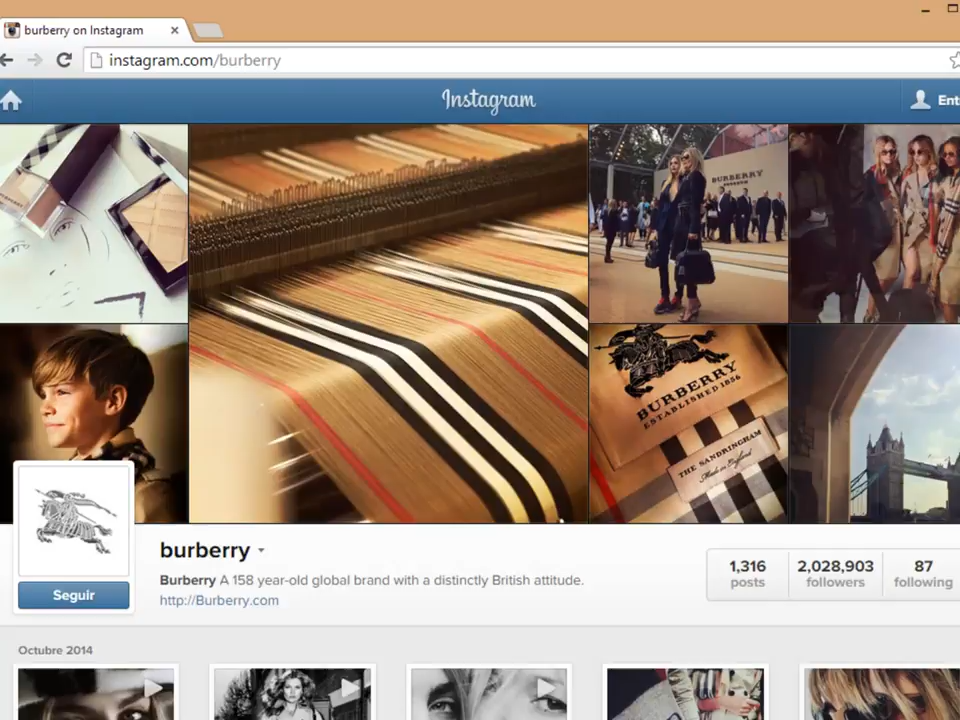 burberry on Instagram
instagram.com/burberry
Instagram
Ent
BURBERRY
BURBERRY
ESTABLISHED 1856
THE SANDRINGHAM
Made in England
burberry
Burberry A 158 year-old global brand with a distinctly British attitude.
http://Burberry.com
1,316 2,028,903 87
posts followers following
Seguir
Octubre 2014